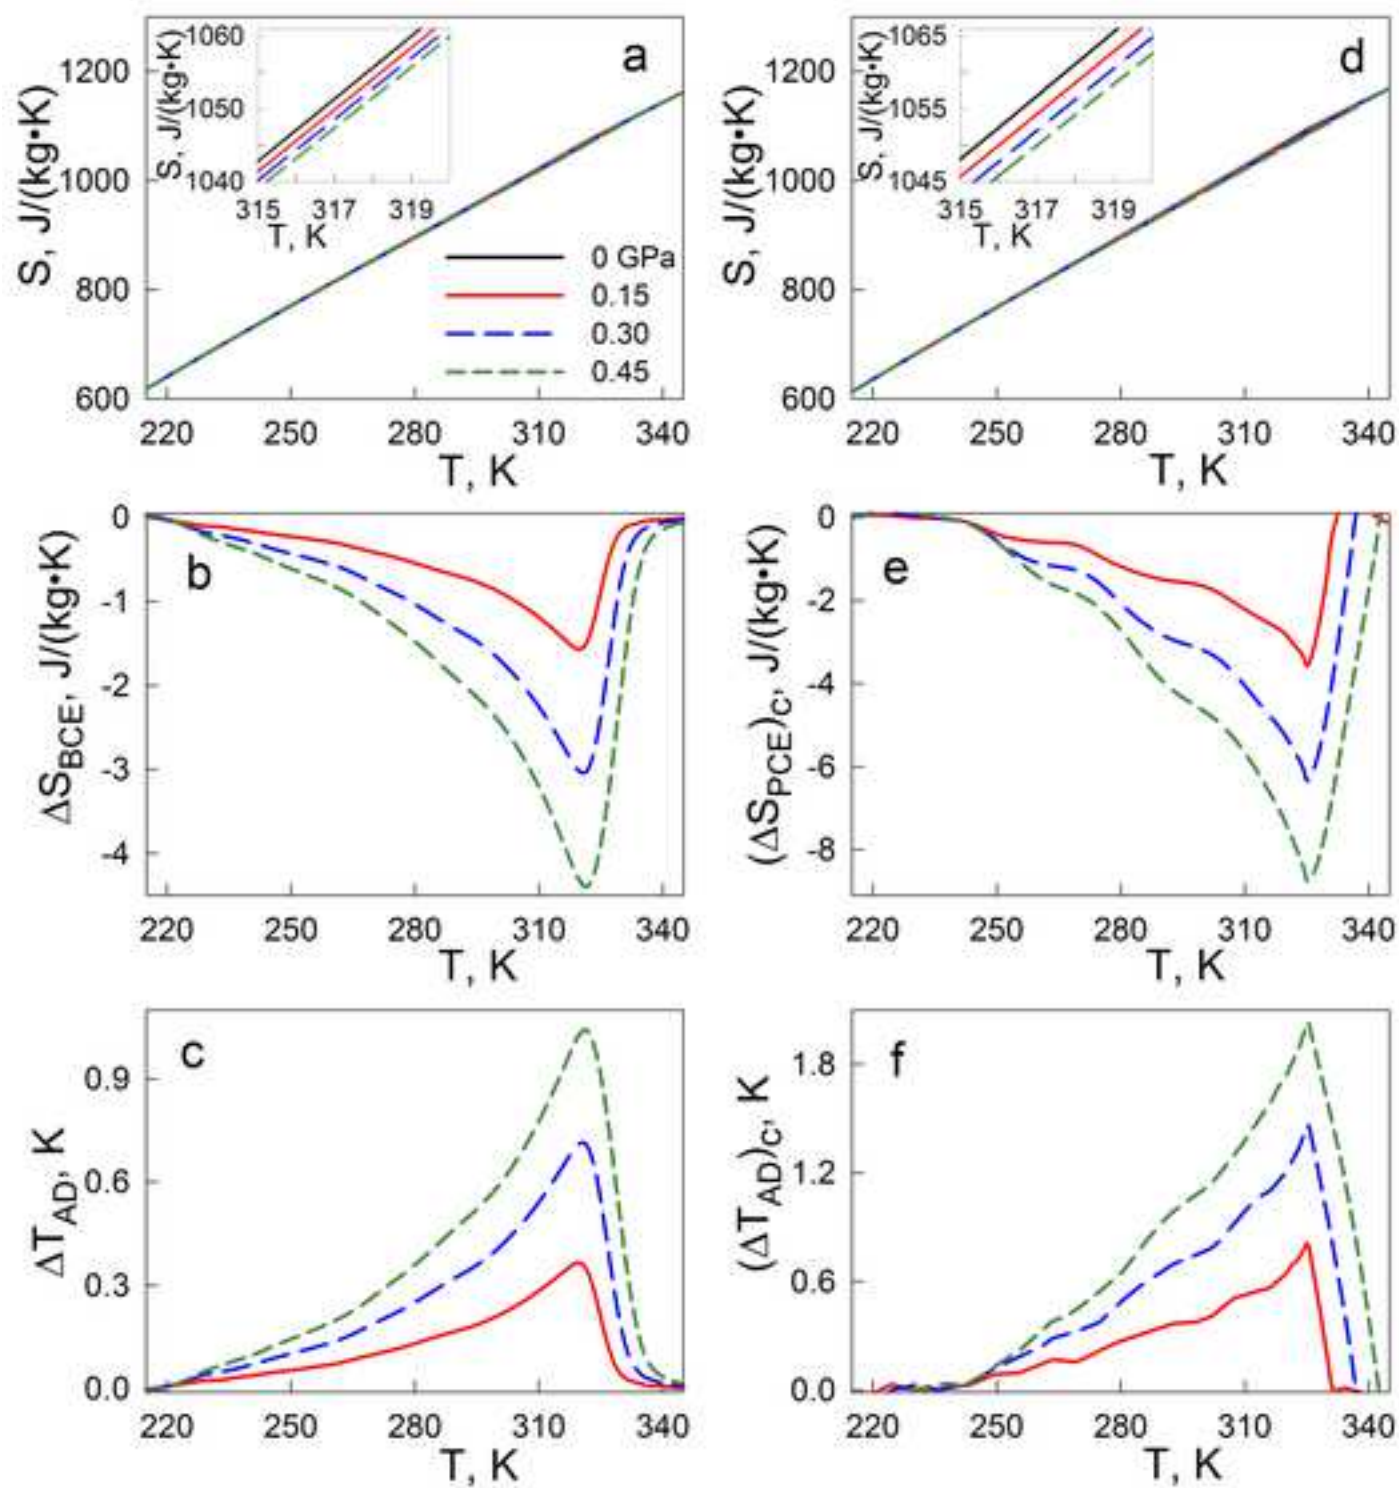 a
S, J/(kg•K)
1200
1000
800
600
220 250 280 310 340
T, K
S, J/(kg•K)
1060
1050
1040
315 317 319
T, K
0 GPa
0.15
0.30
0.45
d
S, J/(kg•K)
1200
1000
800
600
220 250 280 310 340
T, K
S, J/(kg•K)
1065
1055
1045
315 317 319
T, K
b
ΔS_BCE, J/(kg•K)
0
-1
-2
-3
-4
220 250 280 310 340
T, K
e
(ΔS_PCE)_C, J/(kg•K)
0
-2
-4
-6
-8
220 250 280 310 340
T, K
c
ΔT_AD, K
0.9
0.6
0.3
0.0
220 250 280 310 340
T, K
f
(ΔT_AD)_C, K
1.8
1.2
0.6
0.0
220 250 280 310 340
T, K